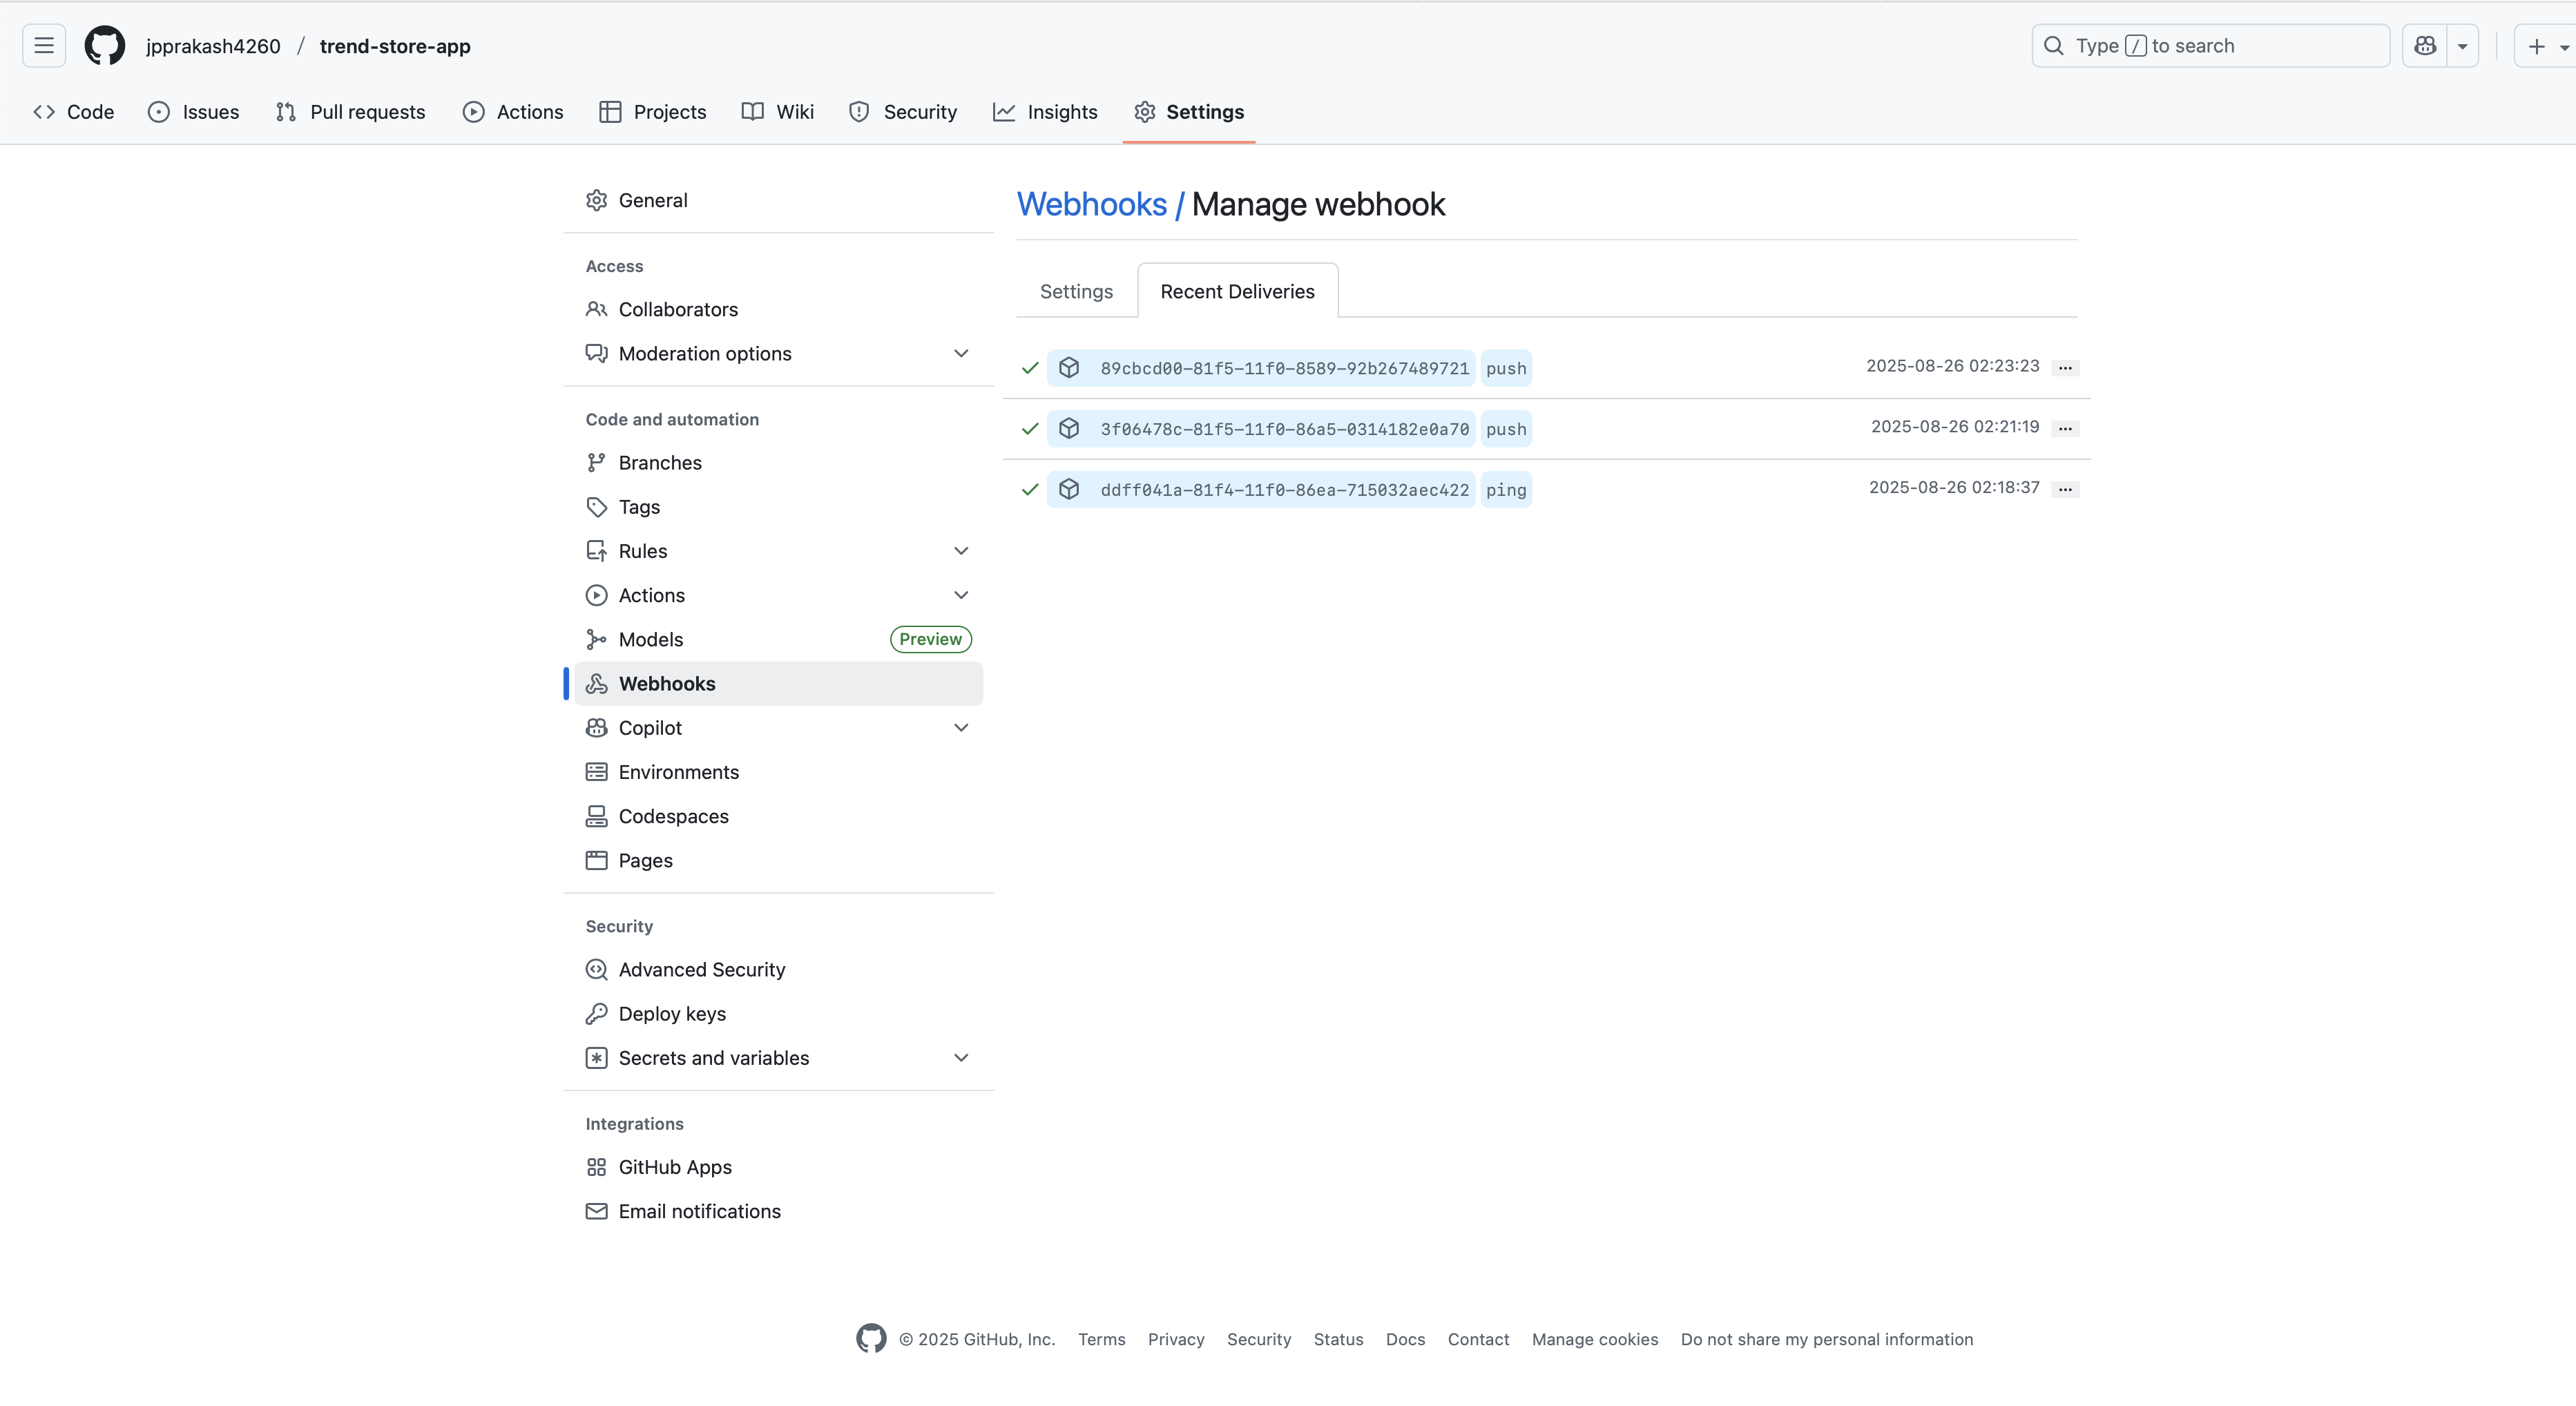 jpprakash4260 / trend-store-app
Type / to search
Code Issues Pull requests Actions Projects Wiki Security Insights Settings
General
Access
Collaborators
Moderation options
Code and automation
Branches
Tags
Rules
Actions
Models Preview
Webhooks
Copilot
Environments
Codespaces
Pages
Security
Advanced Security
Deploy keys
Secrets and variables
Integrations
GitHub Apps
Email notifications
Webhooks / Manage webhook
Settings Recent Deliveries
89cbcd00-81f5-11f0-8589-92b267489721 push 2025-08-26 02:23:23 ...
3f06478c-81f5-11f0-86a5-0314182e0a70 push 2025-08-26 02:21:19 ...
ddff041a-81f4-11f0-86ea-715032aec422 ping 2025-08-26 02:18:37 ...
© 2025 GitHub, Inc. Terms Privacy Security Status Docs Contact Manage cookies Do not share my personal information